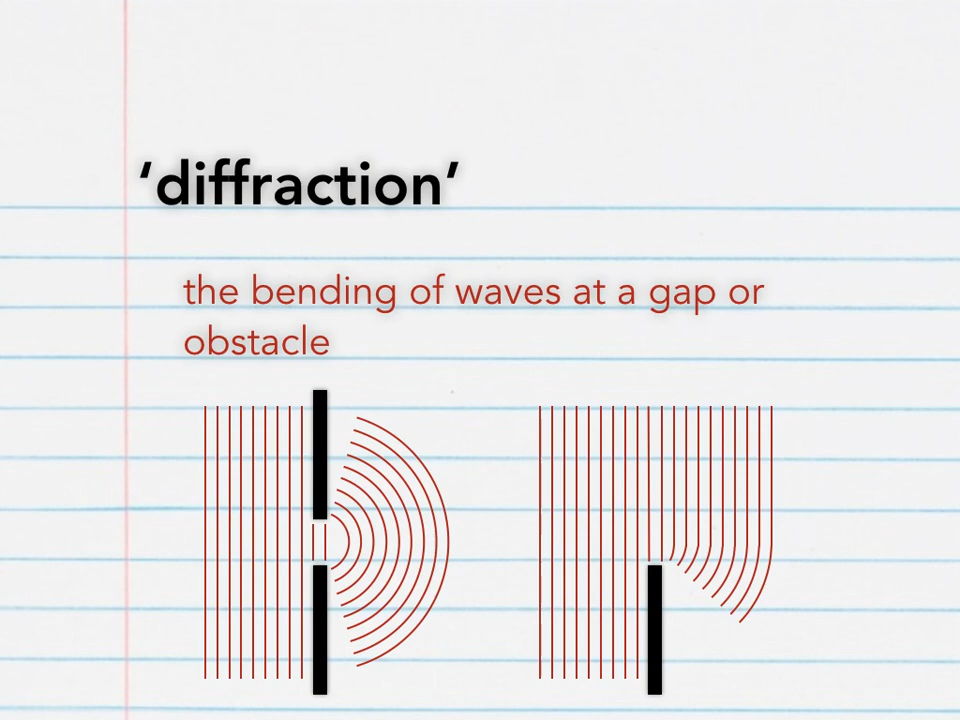 ‘diffraction’
the bending of waves at a gap or
obstacle